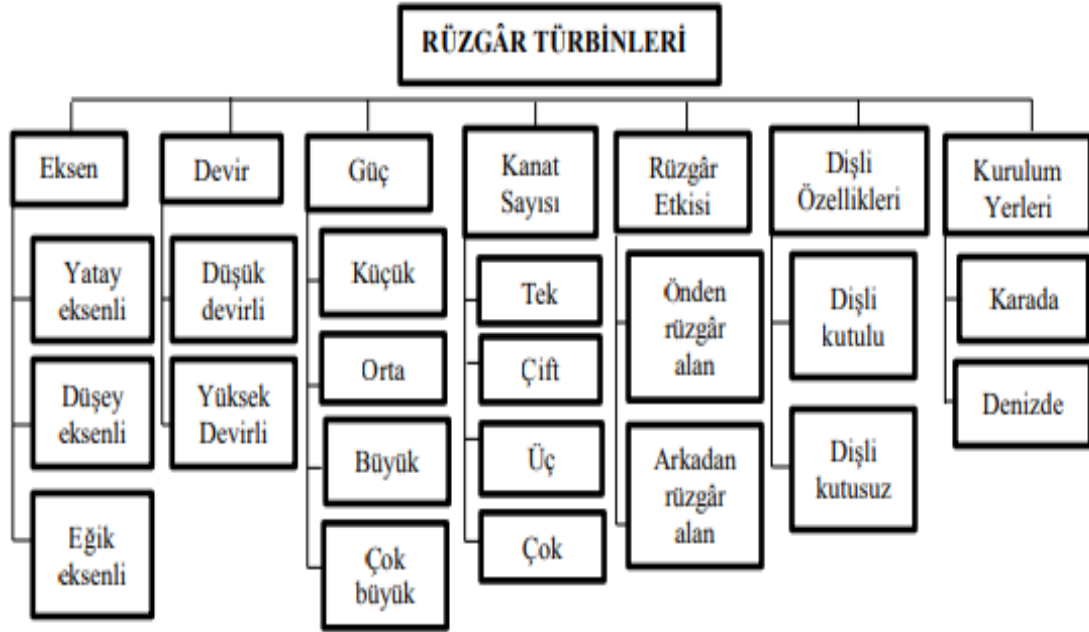 RÜZGÂR TÜRBİNLERİ
Eksen
Yatay
eksenli
Düşey
eksenli
Eğik
eksenli
Devir
Düşük
devirli
Yüksek
Devirli
Güç
Küçük
Orta
Büyük
Çok
büyük
Kanat
Sayısı
Tek
Çift
Üç
Çok
Rüzgâr
Etkisi
Önden
rüzgâr
alan
Arkadan
rüzgâr
alan
Dişli
Özellikleri
Dişli
kutulu
Dişli
kutusuz
Kurulum
Yerleri
Karada
Denizde